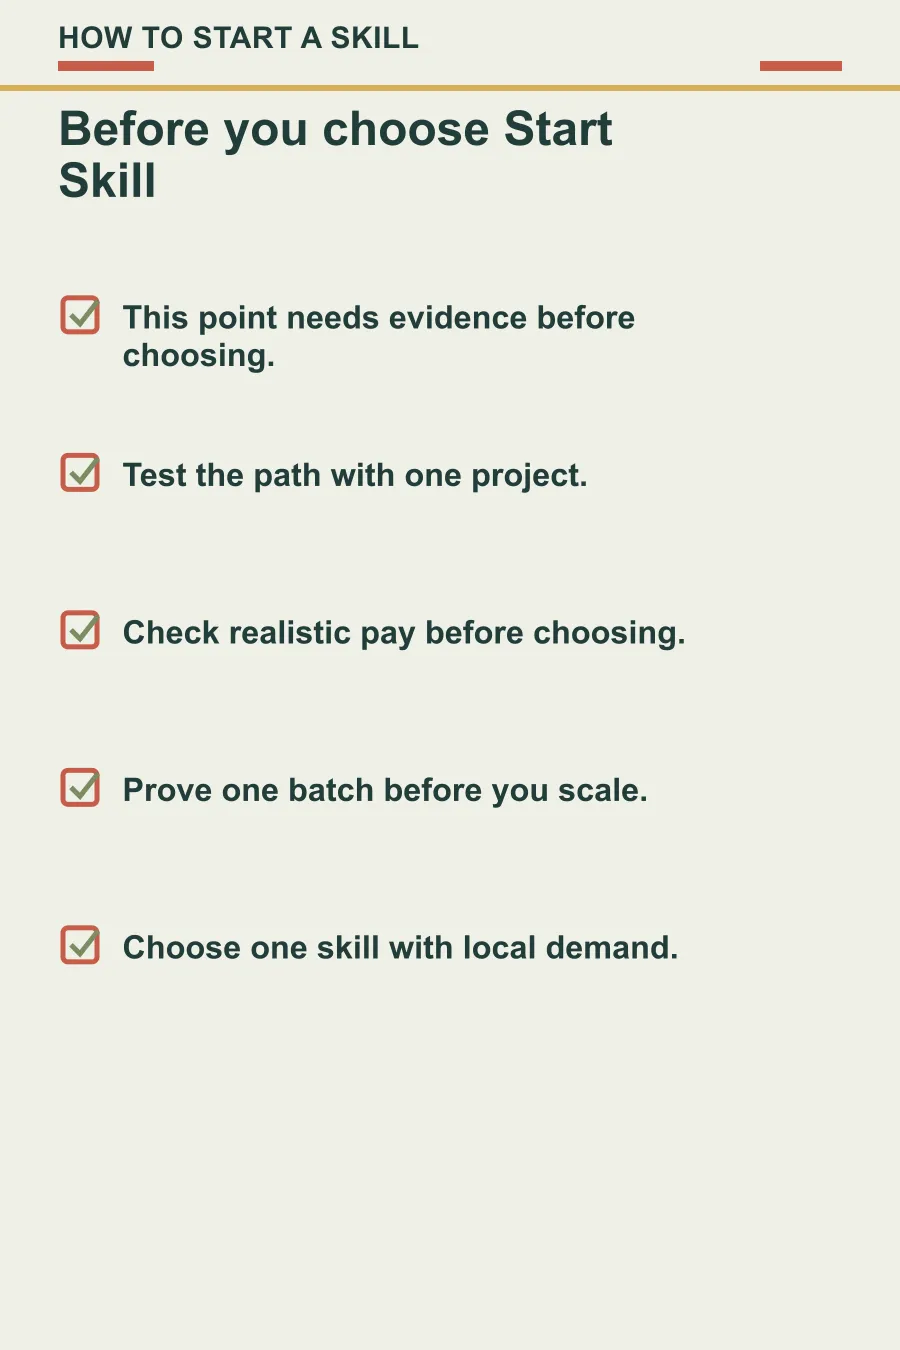 HOW TO START A SKILL
Before you choose Start
Skill
This point needs evidence before
choosing.
Test the path with one project.
Check realistic pay before choosing.
Prove one batch before you scale.
Choose one skill with local demand.